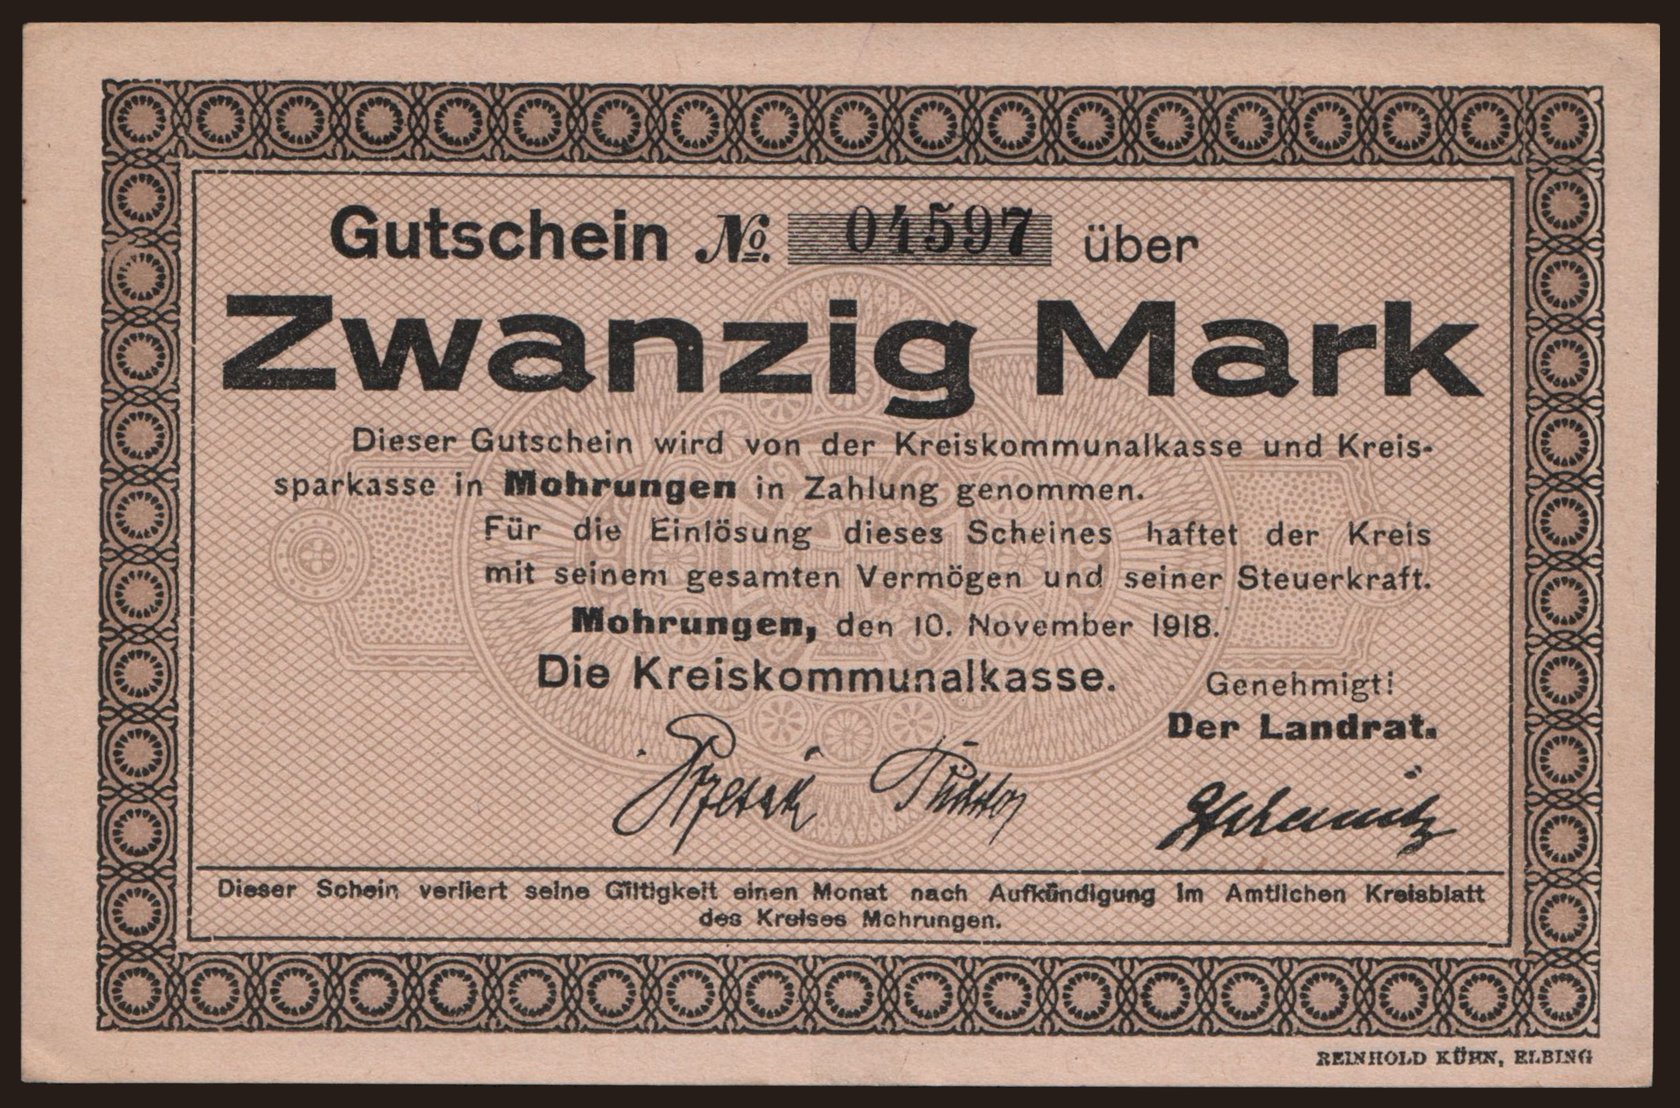 Gutschein No. 04597 über
Zwanzig Mark
Dieser Gutschein wird von der Kreiskommunalkasse und Kreis-
sparkasse in Mohrungen in Zahlung genommen.
Für die Einlösung dieses Scheines haftet der Kreis
mit seinem gesamten Vermögen und seiner Steuerkraft.
Mohrungen, den 10. November 1918.
Die Kreiskommunalkasse.
Genehmigt!
Der Landrat.
Dieser Schein verliert seine Gültigkeit einen Monat nach Aufkündigung im Amtlichen Kreisblatt
des Kreises Mohrungen.
REINHOLD KÜHN, ELBING